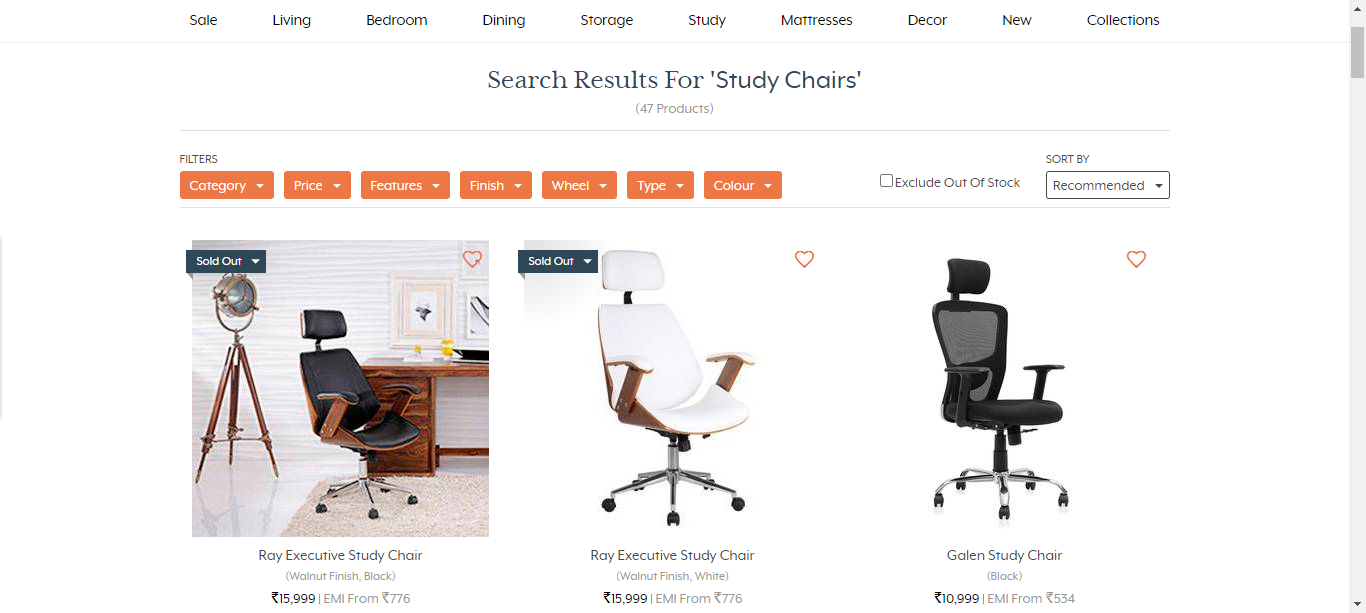 Sale Living Bedroom Dining Storage Study Mattresses Decor New Collections
Search Results For 'Study Chairs'
(47 Products)
FILTERS SORT BY
Category Price Features Finish Wheel Type Colour Exclude Out Of Stock Recommended
Sold Out Sold Out
Ray Executive Study Chair Ray Executive Study Chair Galen Study Chair
(Walnut Finish, Black) (Walnut Finish, White) (Black)
₹15,999 | EMI From ₹776 ₹15,999 | EMI From ₹776 ₹10,999 | EMI From ₹534